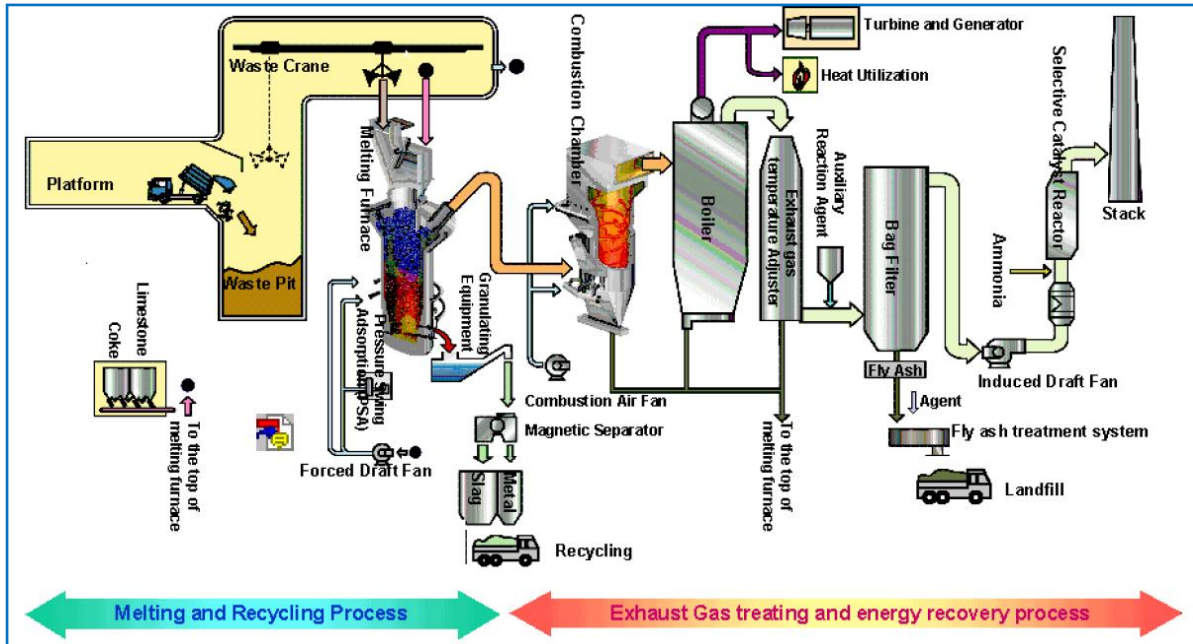 Waste Crane
Platform
Waste Pit
Limestone
Coke
To the top of
melting furnace
Melting Furnace
Pressure Swing
Adsorption(PSA)
Forced Draft Fan
Granulating
Equipment
Combustion Air Fan
Magnetic Separator
Slag
Metal
Recycling
Combustion Chamber
Boiler
Turbine and Generator
Heat Utilization
Exhaust gas
temperature Adjuster
Auxiliary
Reaction Agent
To the top of
melting furnace
Bag Filter
Fly Ash
Agent
Fly ash treatment system
Landfill
Induced Draft Fan
Ammonia
Selective Catalyst Reactor
Stack
Melting and Recycling Process
Exhaust Gas treating and energy recovery process